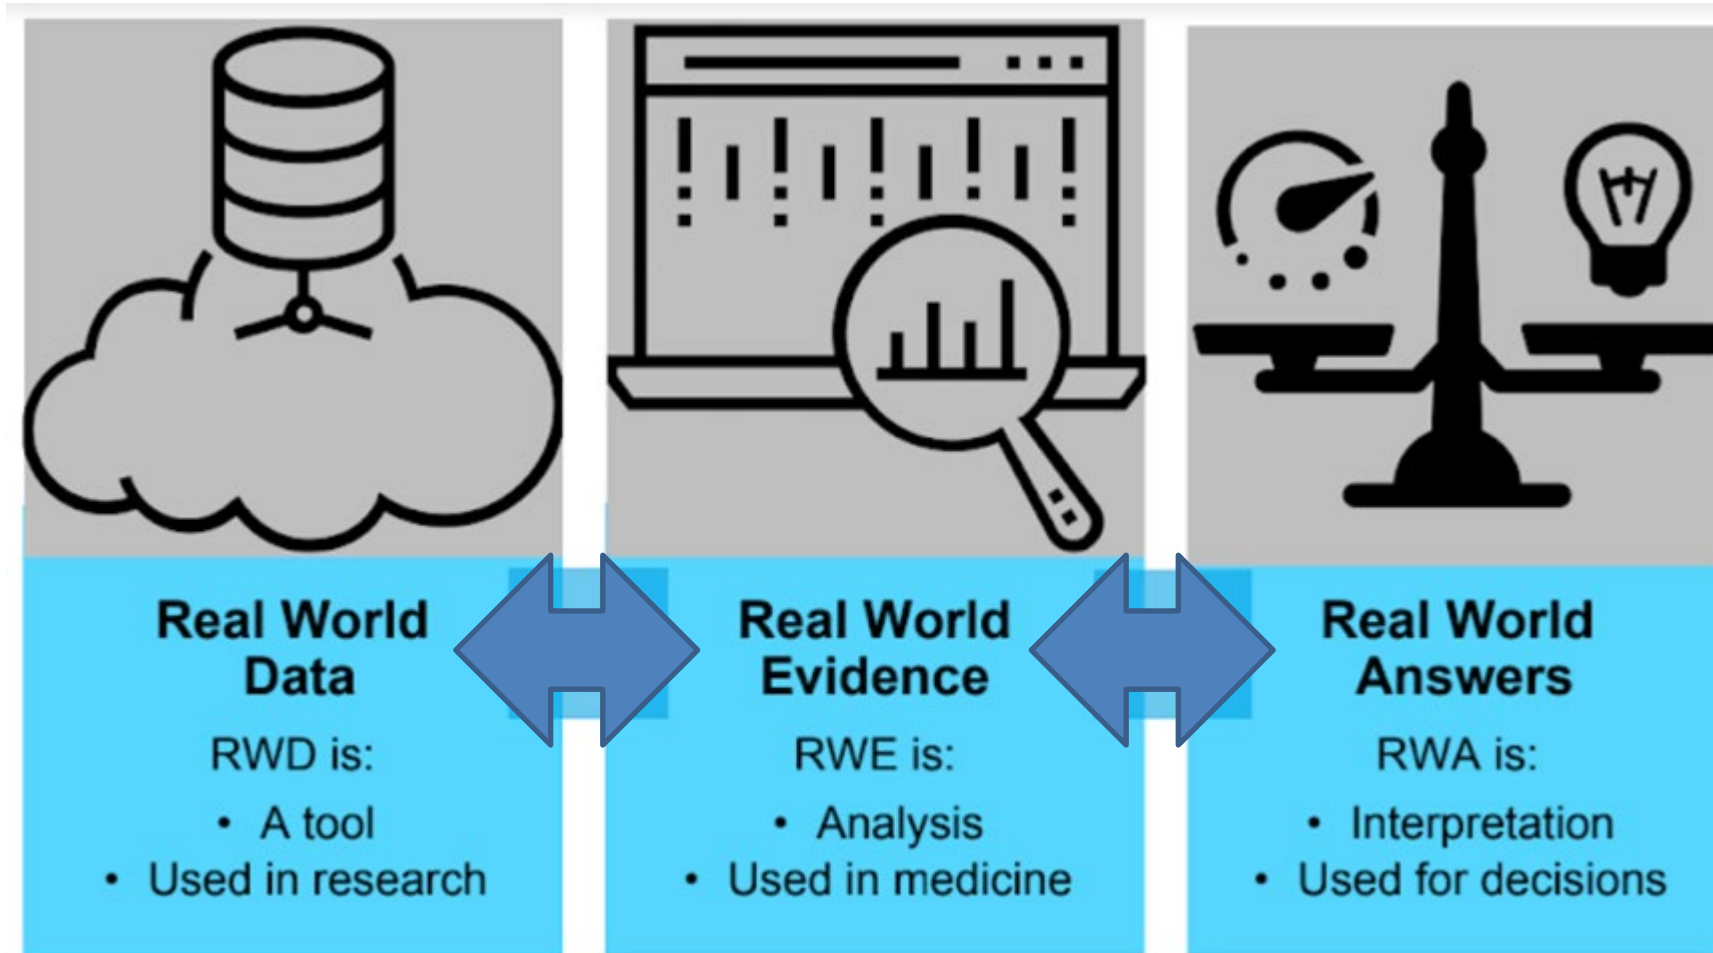 Real World
Data
RWD is:
• A tool
• Used in research
Real World
Evidence
RWE is:
• Analysis
• Used in medicine
Real World
Answers
RWA is:
• Interpretation
• Used for decisions